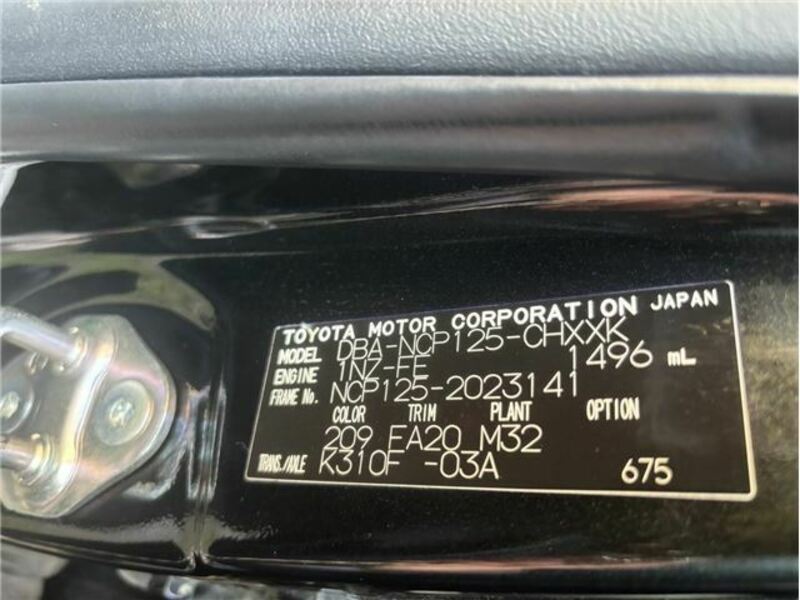 TOYOTA MOTOR CORPORATION JAPAN
MODEL DBA-NCP125-CHXXK
ENGINE 1NZ-FE 1496 mL
FRAME No. NCP125-2023141
COLOR TRIM PLANT OPTION
209 FA20 M32
TRANS./AXLE K310F -03A 675